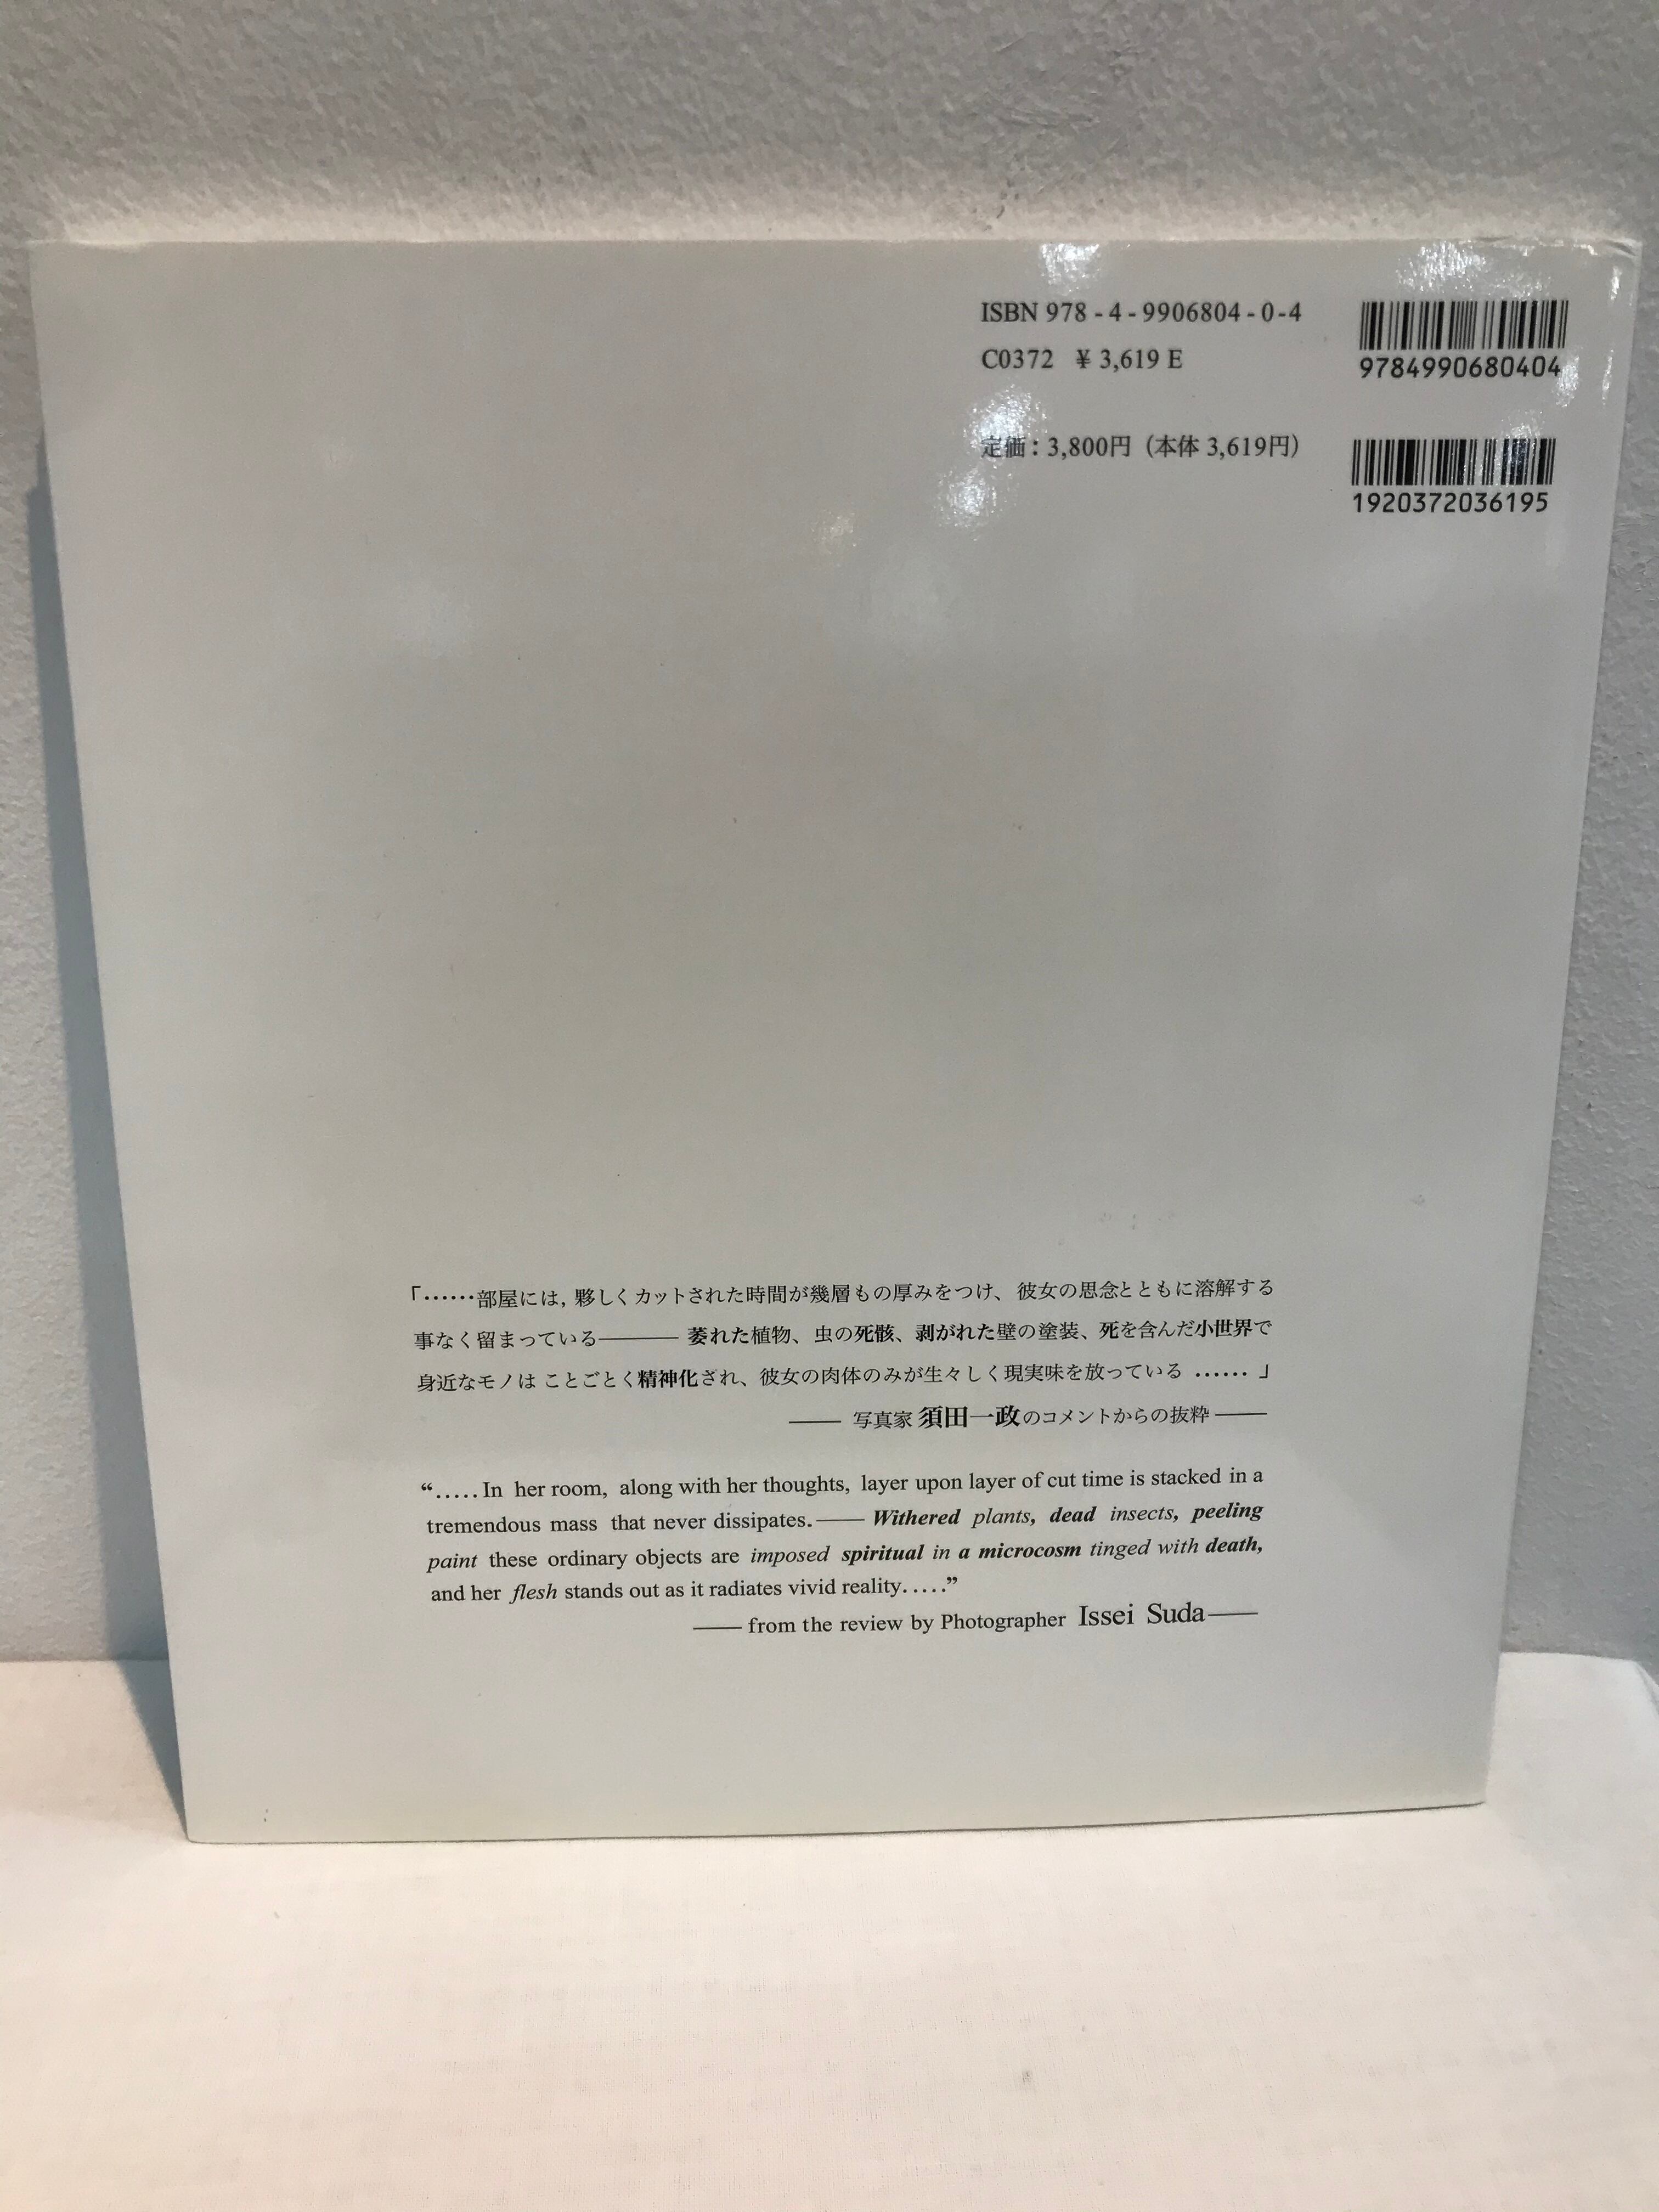 ISBN 978-4-9906804-0-4
C0372 ¥3,619 E
9784990680404
定価：3,800円（本体 3,619円）
1920372036195
「……部屋には，夥しくカットされた時間が幾層もの厚みをつけ、彼女の思念とともに溶解する
事なく留まっている——— 萎れた植物、虫の死骸、剥がれた壁の塗装、死を含んだ小世界で
身近なモノは ことごとく精神化され、彼女の肉体のみが生々しく現実味を放っている ……」
—— 写真家 須田一政のコメントからの抜粋 ——
“.....In her room, along with her thoughts, layer upon layer of cut time is stacked in a
tremendous mass that never dissipates.—— Withered plants, dead insects, peeling
paint these ordinary objects are imposed spiritual in a microcosm tinged with death,
and her flesh stands out as it radiates vivid reality.....”
—— from the review by Photographer Issei Suda ——